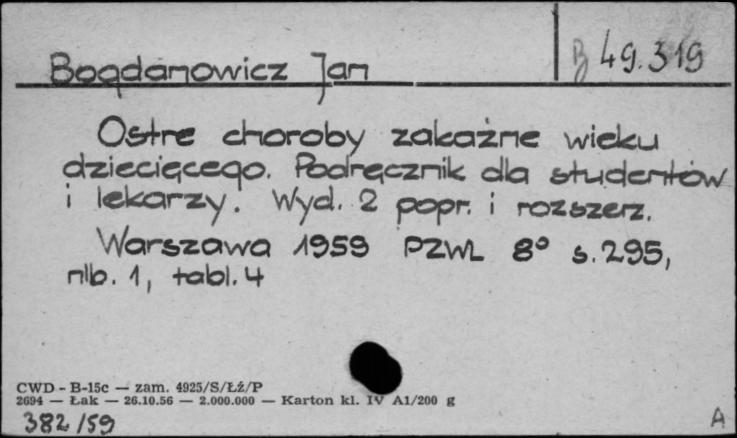 Bogdanowicz Jan B 49.319
Ostre choroby zakaźne wieku
dziecięcego. Podręcznik dla studentów
i lekarzy. Wyd. 2 popr. i rozszerz.
Warszawa 1959 PZWL 8° s. 295,
nlb. 1, tabl. 4
CWD - B-15c — zam. 4925/S/Łź/P
2694 — Łak — 26.10.56 — 2.000.000 — Karton kl. IV A1/200 g
382/59 A